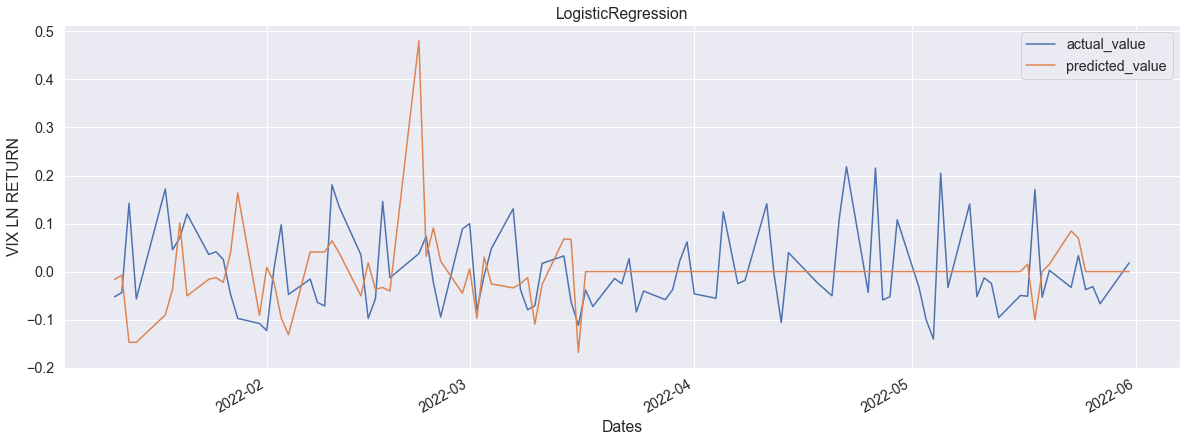 LogisticRegression
actual_value
predicted_value
VIX LN RETURN
0.5
0.4
0.3
0.2
0.1
0.0
−0.1
−0.2
2022-02
2022-03
2022-04
2022-05
2022-06
Dates